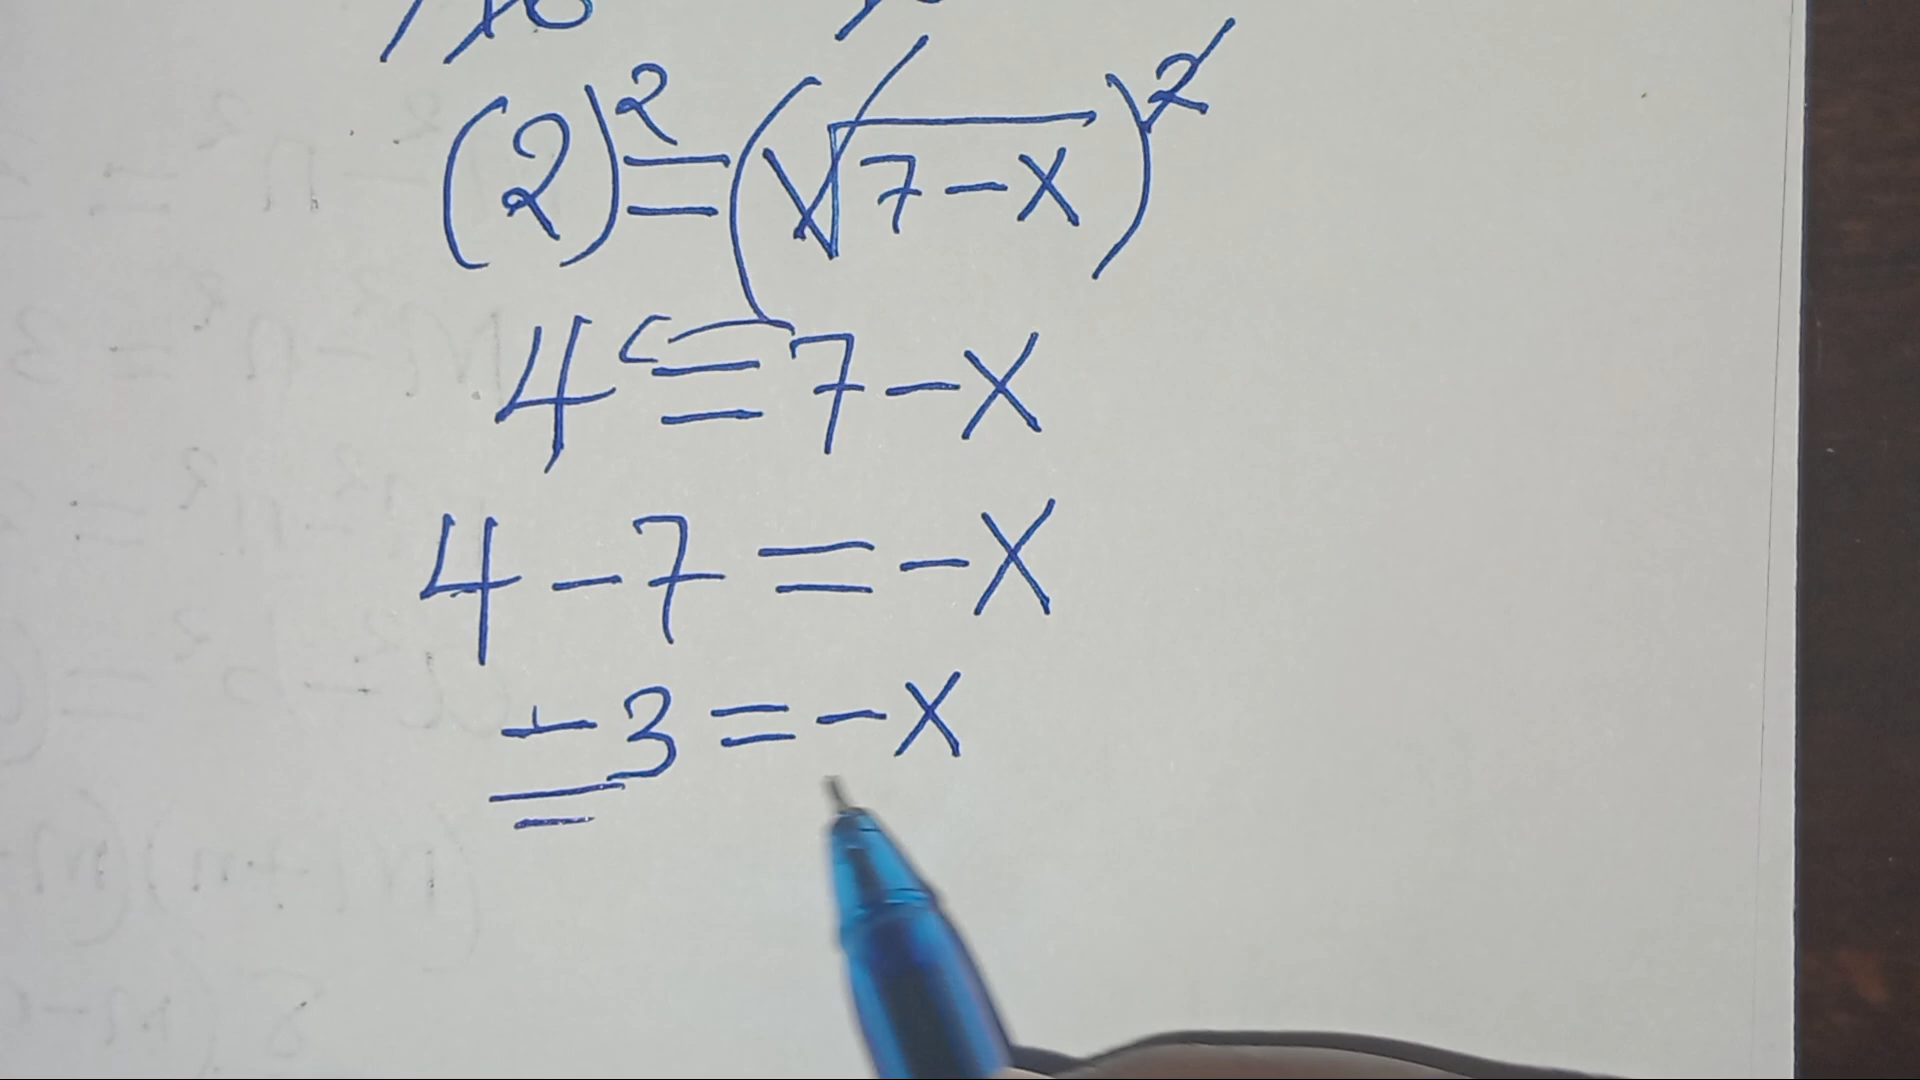 (2)² = (√7-x)²
4 = 7-x
4-7 = -x
-3 = -x